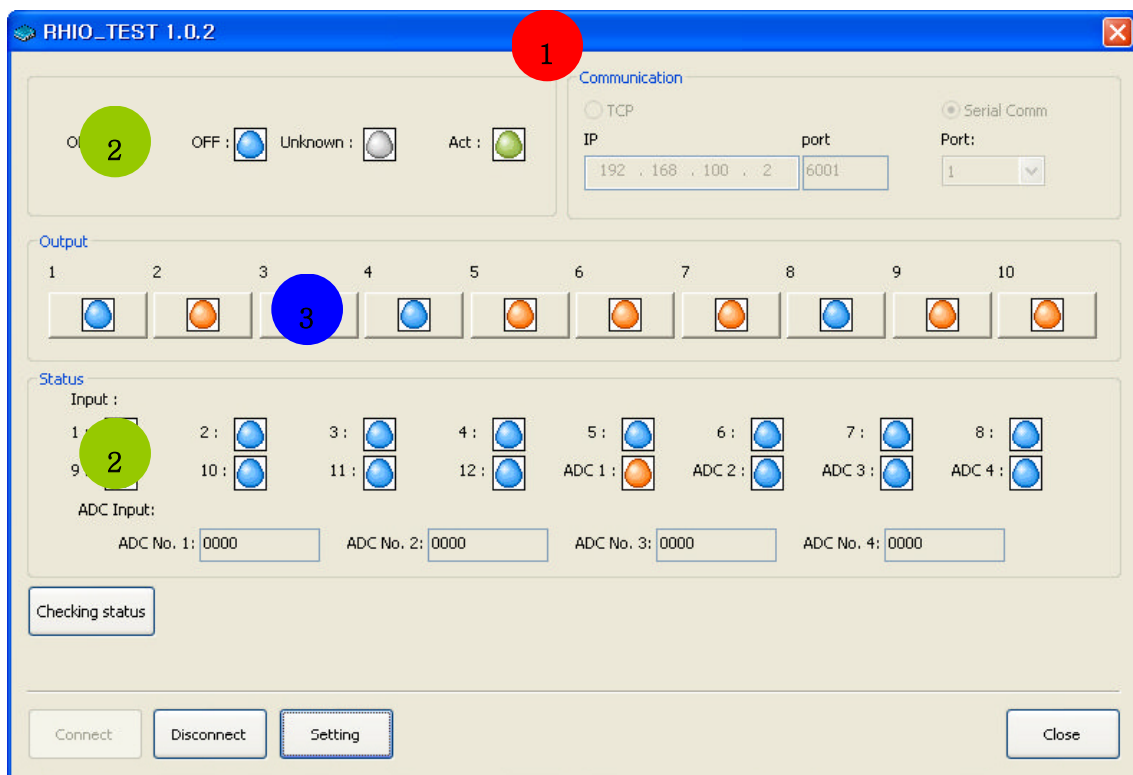 RHIO_TEST 1.0.2
1
Communication
TCP
Serial Comm
2
OFF :
Unknown :
Act :
IP
port
Port:
192 . 168 . 100 . 2
6001
1
Output
1 2 3 4 5 6 7 8 9 10
3
Status
Input :
1 : 2 : 3 : 4 : 5 : 6 : 7 : 8 :
2
9 10 : 11 : 12 : ADC 1 : ADC 2 : ADC 3 : ADC 4 :
ADC Input:
ADC No. 1: 0000 ADC No. 2: 0000 ADC No. 3: 0000 ADC No. 4: 0000
Checking status
Connect Disconnect Setting Close